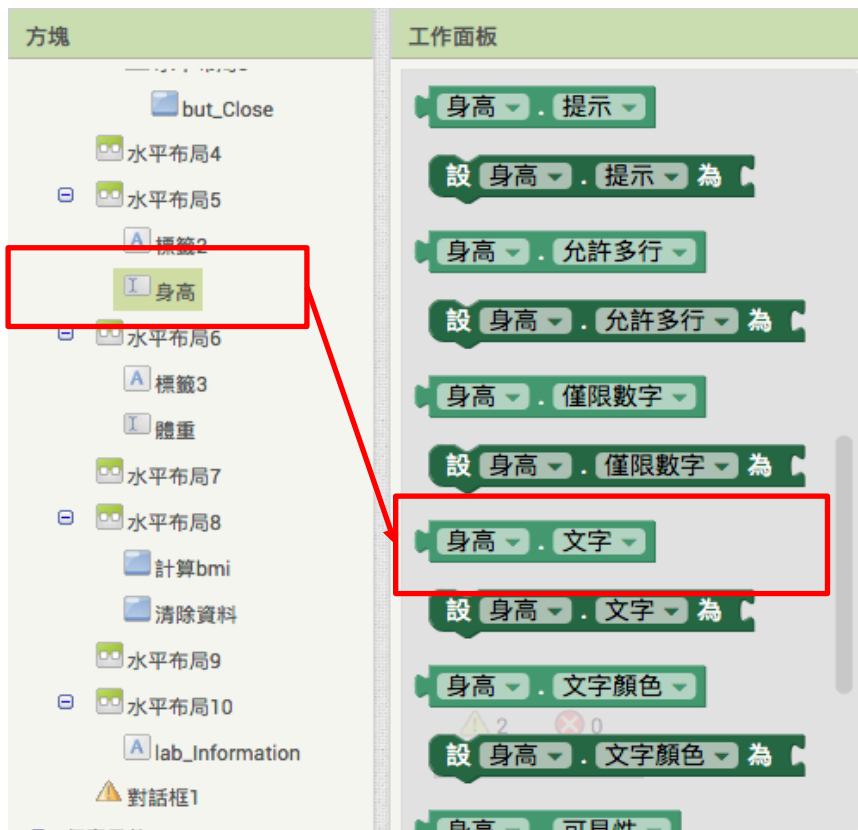 方塊
but_Close
水平布局4
水平布局5
標籤2
身高
水平布局6
標籤3
體重
水平布局7
水平布局8
計算bmi
清除資料
水平布局9
水平布局10
lab_Information
對話框1
工作面板
身高 . 提示
設 身高 . 提示 為
身高 . 允許多行
設 身高 . 允許多行 為
身高 . 僅限數字
設 身高 . 僅限數字 為
身高 . 文字
設 身高 . 文字 為
身高 . 文字顏色
2 0
設 身高 . 文字顏色 為
身高 . 可見性